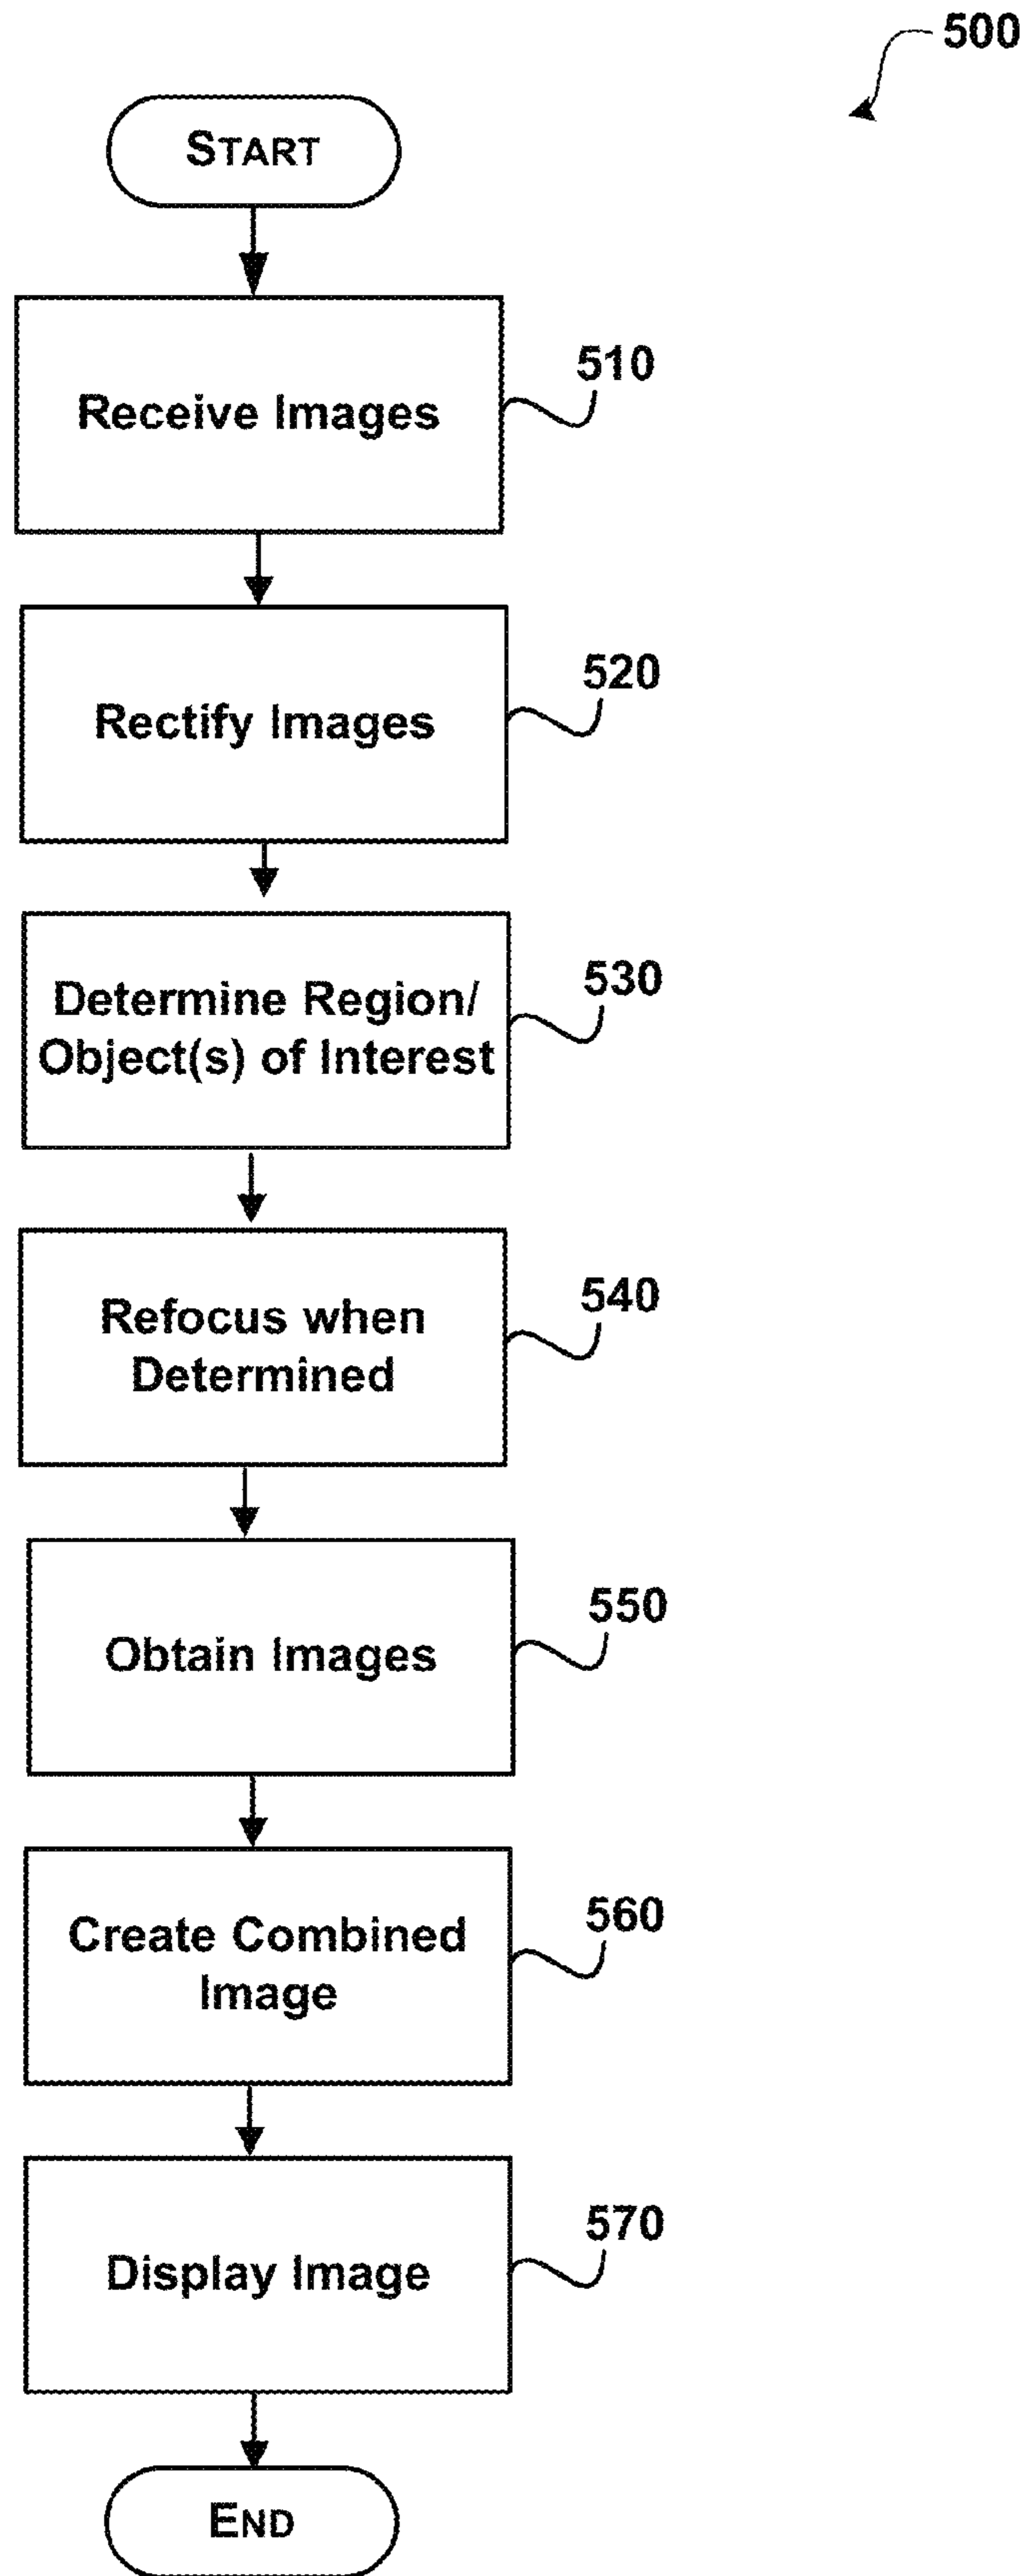 500
START
Receive Images
510
Rectify Images
520
Determine Region/
Object(s) of Interest
530
Refocus when
Determined
540
Obtain Images
550
Create Combined
Image
560
Display Image
570
END